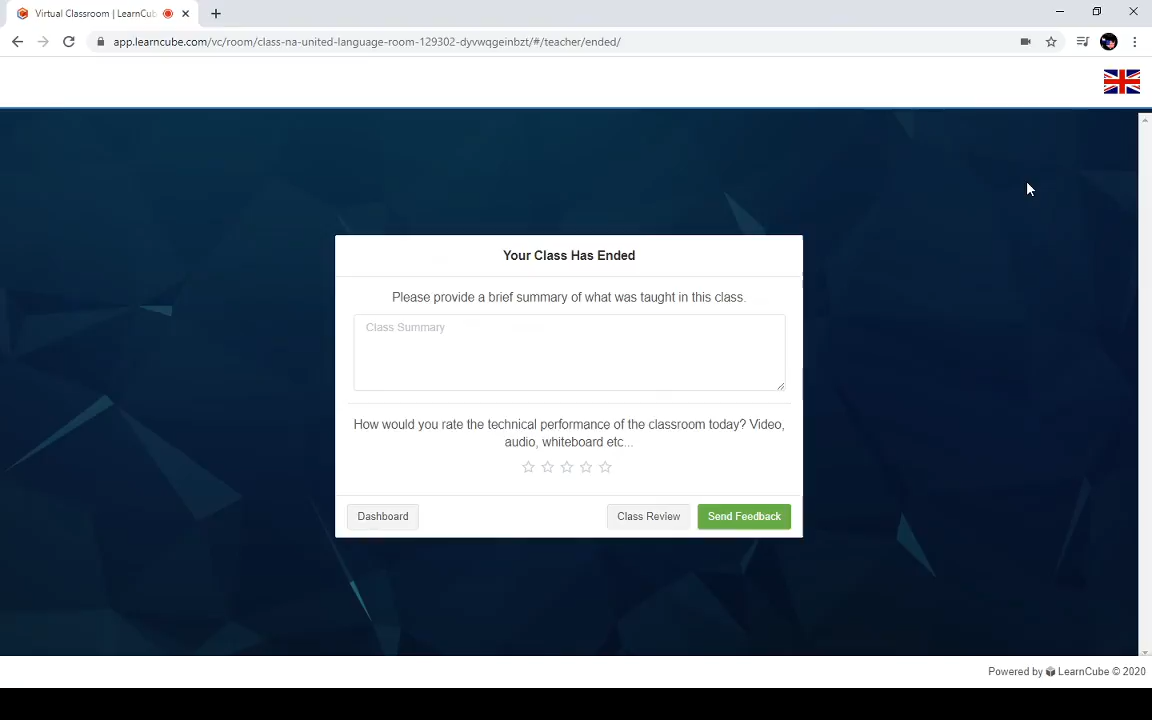 Virtual Classroom | LearnCub
app.learncube.com/vc/room/class-na-united-language-room-129302-dyvwqgeinbzt/#/teacher/ended/
Your Class Has Ended
Please provide a brief summary of what was taught in this class.
Class Summary
How would you rate the technical performance of the classroom today? Video,
audio, whiteboard etc...
Dashboard
Class Review
Send Feedback
Powered by LearnCube © 2020